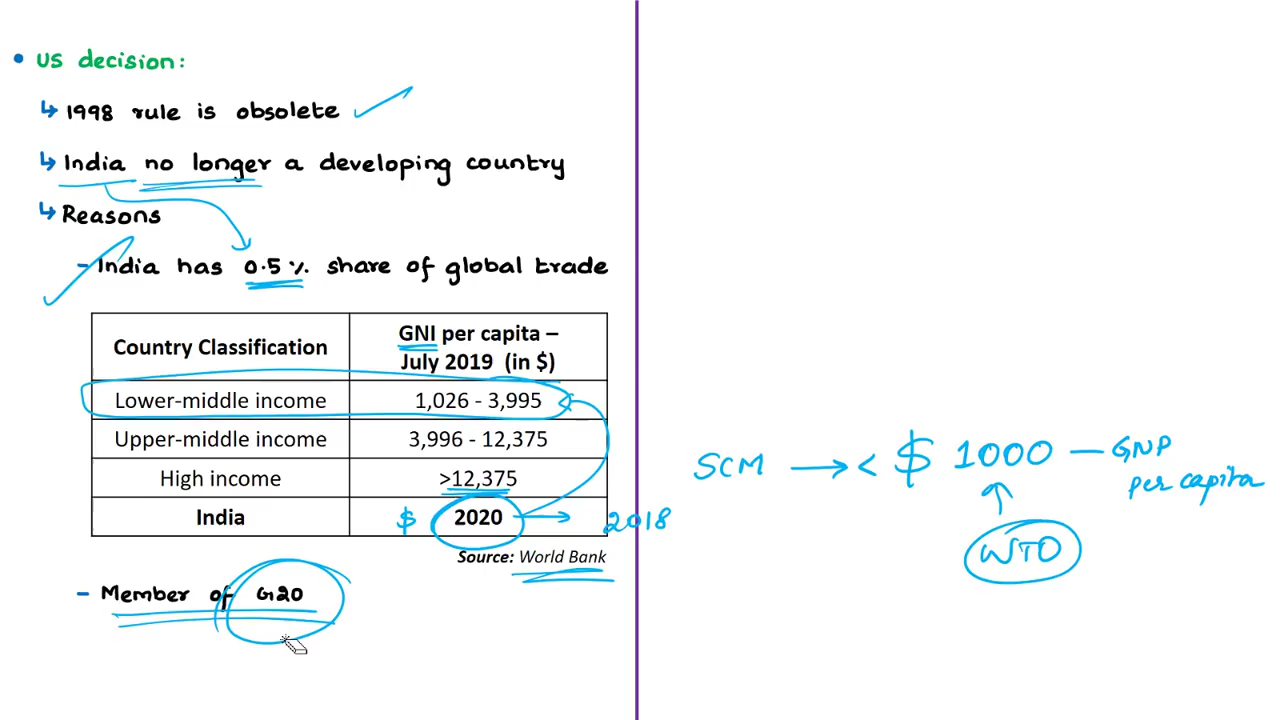 • US decision:
↳ 1998 rule is obsolete
↳ India no longer a developing country
↳ Reasons
- India has 0.5 % share of global trade
Country Classification GNI per capita – July 2019 (in $)
Lower-middle income 1,026 - 3,995
Upper-middle income 3,996 - 12,375
High income >12,375
India $ 2020 → 2018
Source: World Bank
- Member of G20
SCM → < $ 1000 — GNP
per capita
WTO